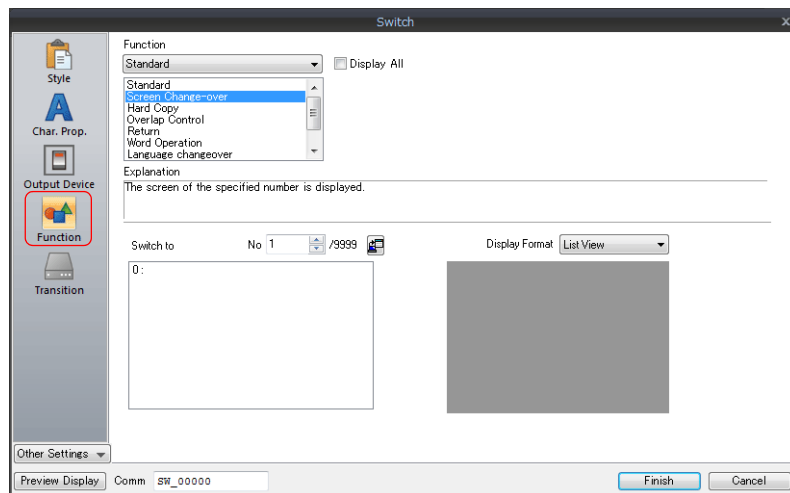 Switch
x
Style
Char. Prop.
Output Device
Function
Transition
Other Settings
Function
Standard
Display All
Standard
Screen Change-over
Hard Copy
Overlap Control
Return
Word Operation
Language changeover
Explanation
The screen of the specified number is displayed.
Switch to No 1 /9999 Display Format List View
0:
Preview Display Comm SW_00000 Finish Cancel